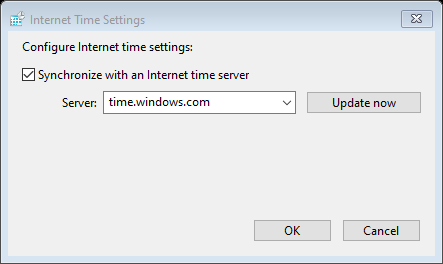 Internet Time Settings
Configure Internet time settings:
Synchronize with an Internet time server
Server: time.windows.com Update now
OK Cancel